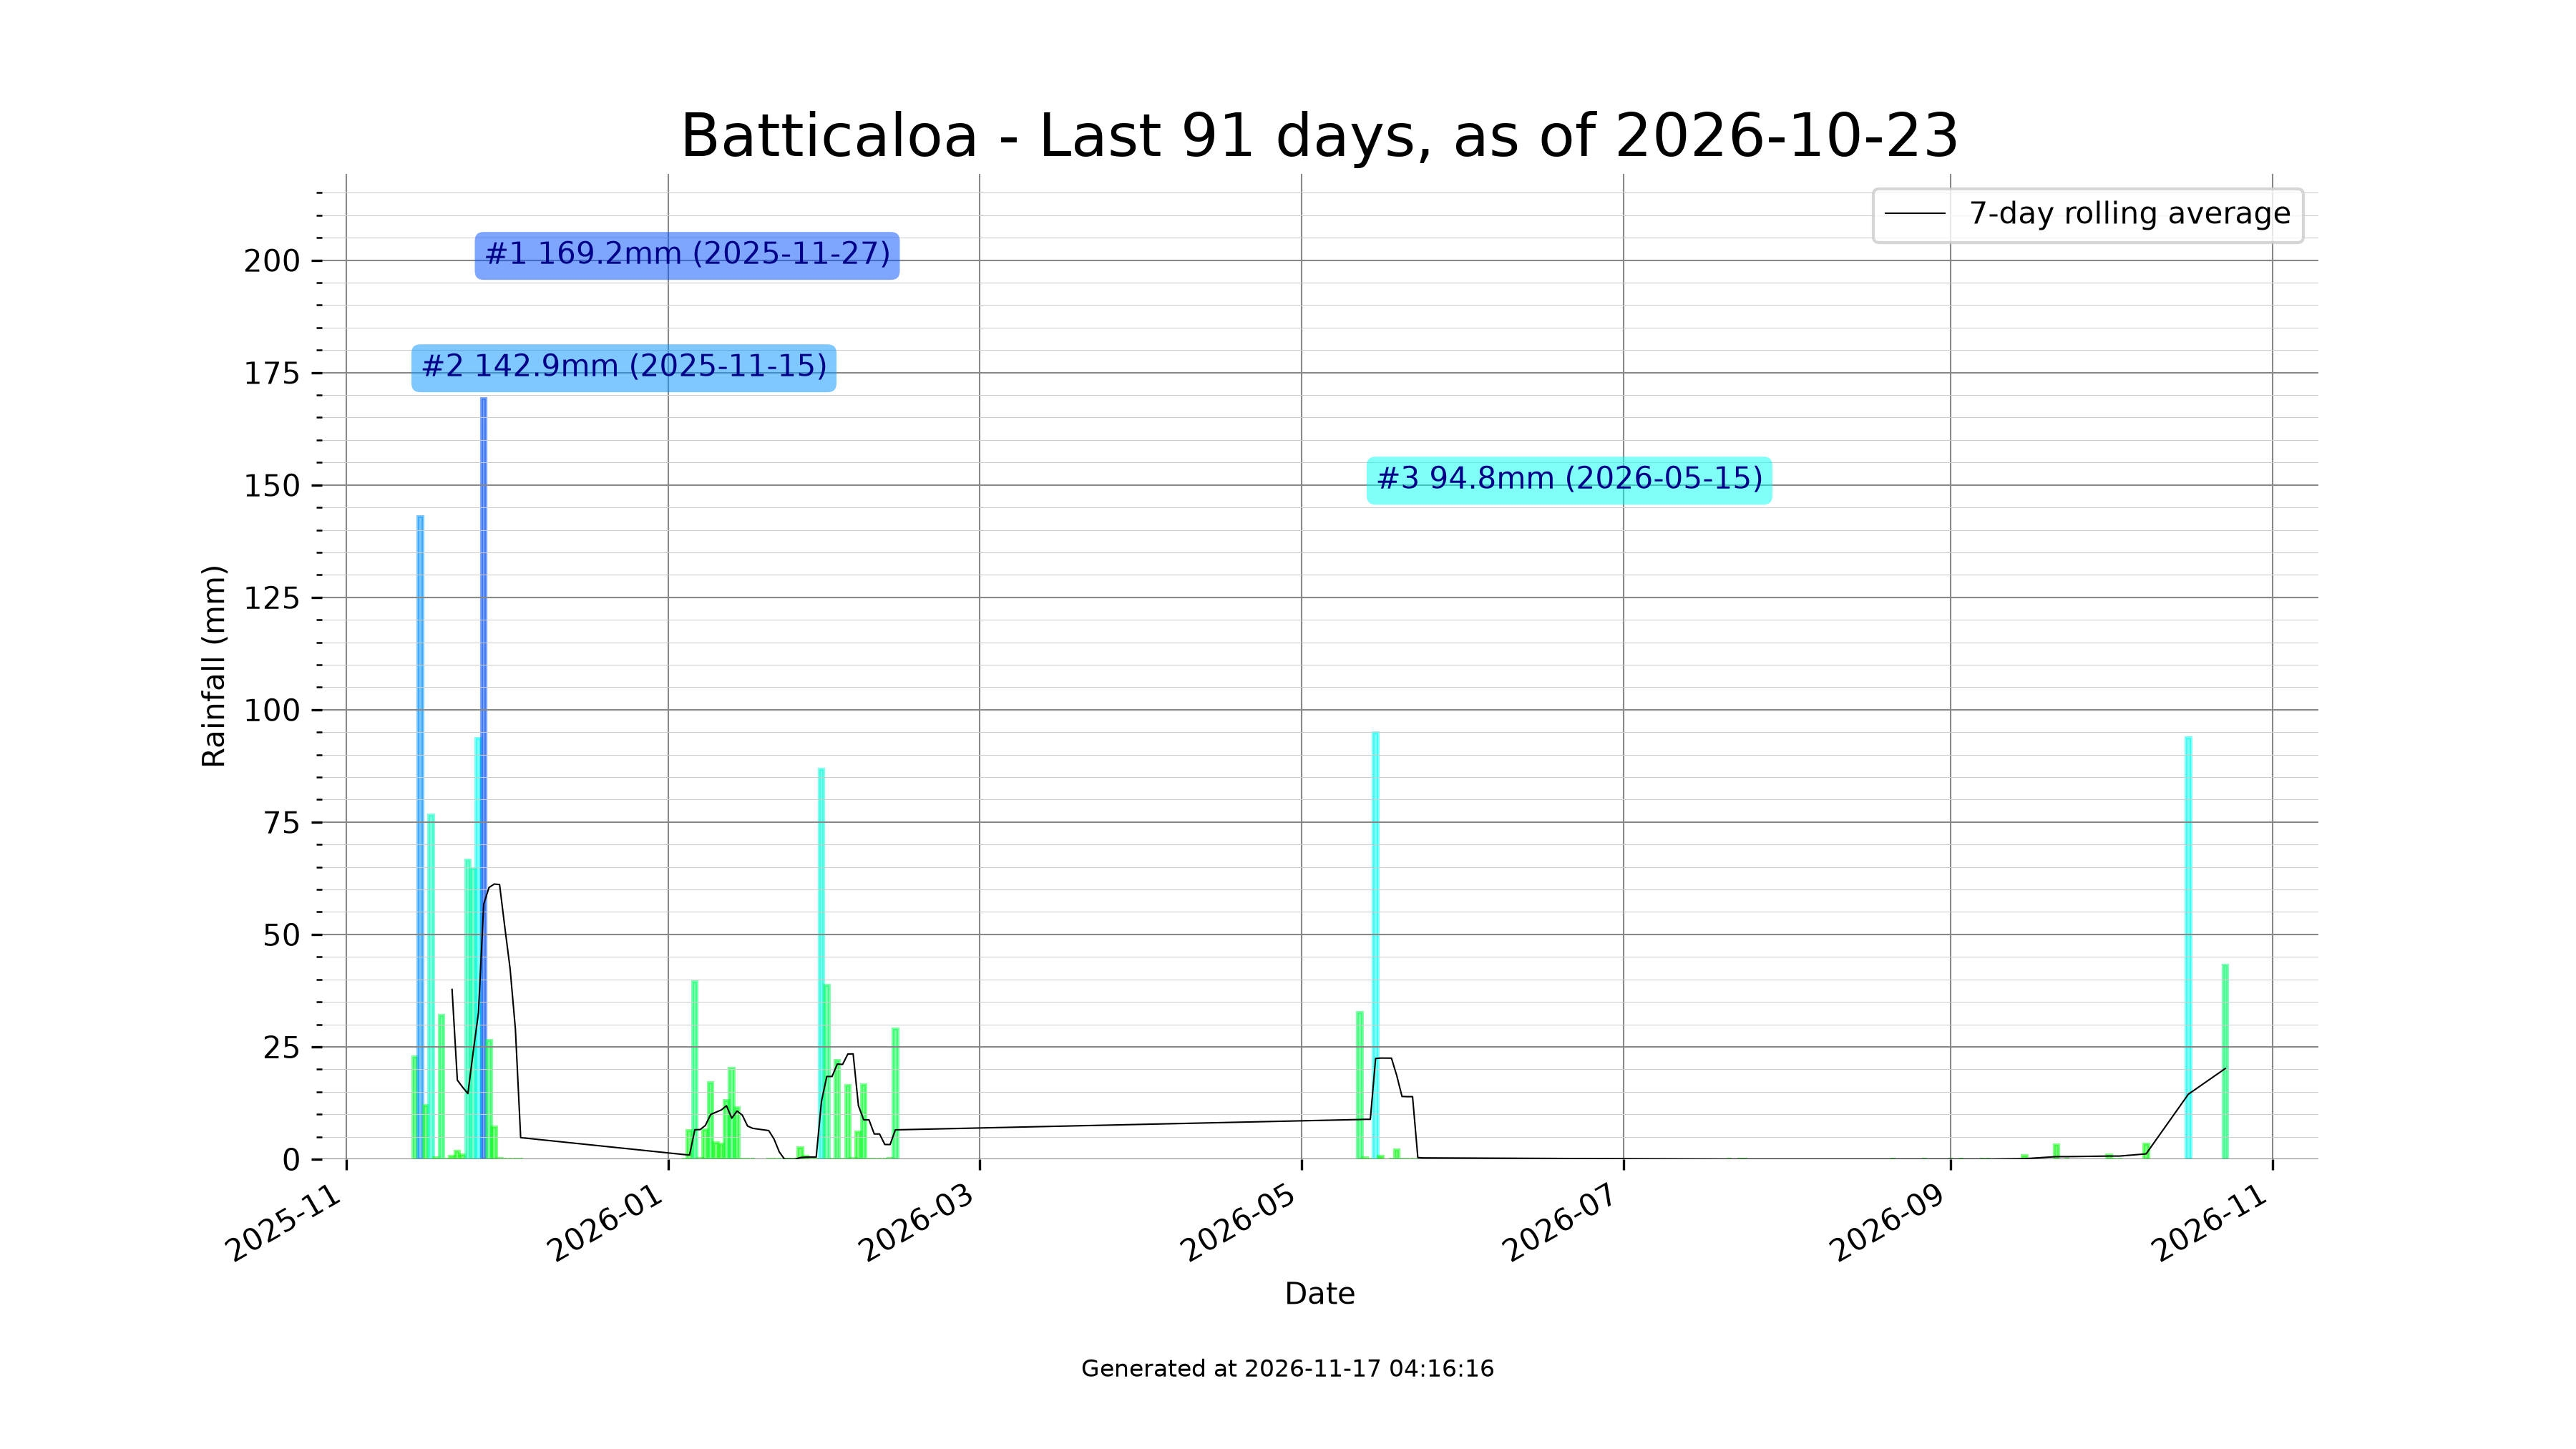 Batticaloa - Last 91 days, as of 2026-10-23
7-day rolling average
#1 169.2mm (2025-11-27)
#2 142.9mm (2025-11-15)
#3 94.8mm (2026-05-15)
Rainfall (mm)
200
175
150
125
100
75
50
25
0
2025-11
2026-01
2026-03
2026-05
2026-07
2026-09
2026-11
Date
Generated at 2026-11-17 04:16:16